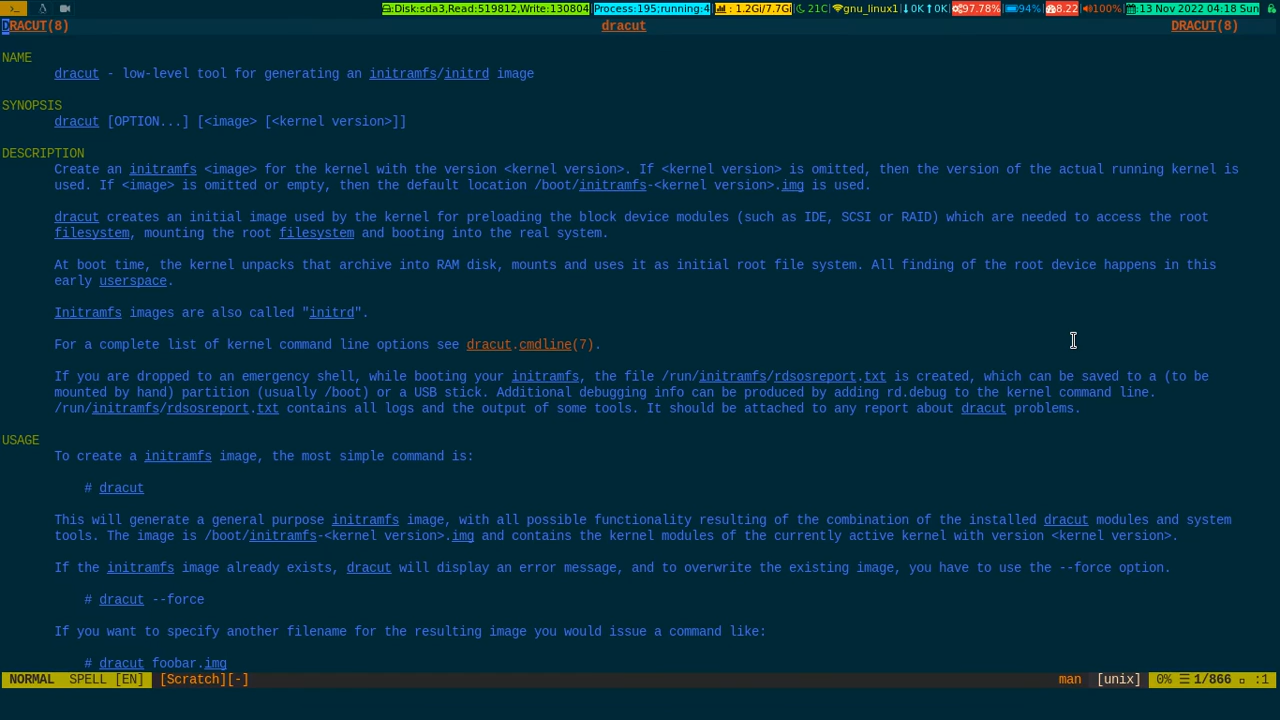 Disk:sda3,Read:519812,Write:130804 Process:195;running:4 : 1.2Gi/7.7Gi 21C gnu_linux1 0K 0K 97.78% 94% 8.22 100% :13 Nov 2022 04:18 Sun
DRACUT(8) dracut DRACUT(8)
NAME
dracut - low-level tool for generating an initramfs/initrd image
SYNOPSIS
dracut [OPTION...] [<image> [<kernel version>]]
DESCRIPTION
Create an initramfs <image> for the kernel with the version <kernel version>. If <kernel version> is omitted, then the version of the actual running kernel is
used. If <image> is omitted or empty, then the default location /boot/initramfs-<kernel version>.img is used.
dracut creates an initial image used by the kernel for preloading the block device modules (such as IDE, SCSI or RAID) which are needed to access the root
filesystem, mounting the root filesystem and booting into the real system.
At boot time, the kernel unpacks that archive into RAM disk, mounts and uses it as initial root file system. All finding of the root device happens in this
early userspace.
Initramfs images are also called "initrd".
For a complete list of kernel command line options see dracut.cmdline(7).
If you are dropped to an emergency shell, while booting your initramfs, the file /run/initramfs/rdsosreport.txt is created, which can be saved to a (to be
mounted by hand) partition (usually /boot) or a USB stick. Additional debugging info can be produced by adding rd.debug to the kernel command line.
/run/initramfs/rdsosreport.txt contains all logs and the output of some tools. It should be attached to any report about dracut problems.
USAGE
To create a initramfs image, the most simple command is:
# dracut
This will generate a general purpose initramfs image, with all possible functionality resulting of the combination of the installed dracut modules and system
tools. The image is /boot/initramfs-<kernel version>.img and contains the kernel modules of the currently active kernel with version <kernel version>.
If the initramfs image already exists, dracut will display an error message, and to overwrite the existing image, you have to use the --force option.
# dracut --force
If you want to specify another filename for the resulting image you would issue a command like:
# dracut foobar.img
NORMAL SPELL [EN] [Scratch][-] man [unix] 0% ☰ 1/866 :1